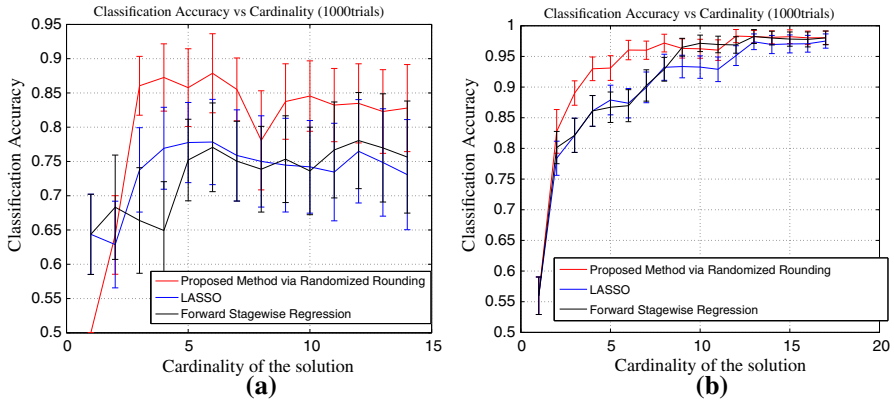 Classification Accuracy vs Cardinality (1000trials)
0.95
0.9
0.85
0.8
0.75
0.7
0.65
0.6
0.55
0.5
Classification Accuracy
Proposed Method via Randomized Rounding
LASSO
Forward Stagewise Regression
0 5 10 15
Cardinality of the solution
(a)
Classification Accuracy vs Cardinality (1000trials)
1
0.95
0.9
0.85
0.8
0.75
0.7
0.65
0.6
0.55
0.5
Classification Accuracy
Proposed Method via Randomized Rounding
LASSO
Forward Stagewise Regression
0 5 10 15 20
Cardinality of the solution
(b)